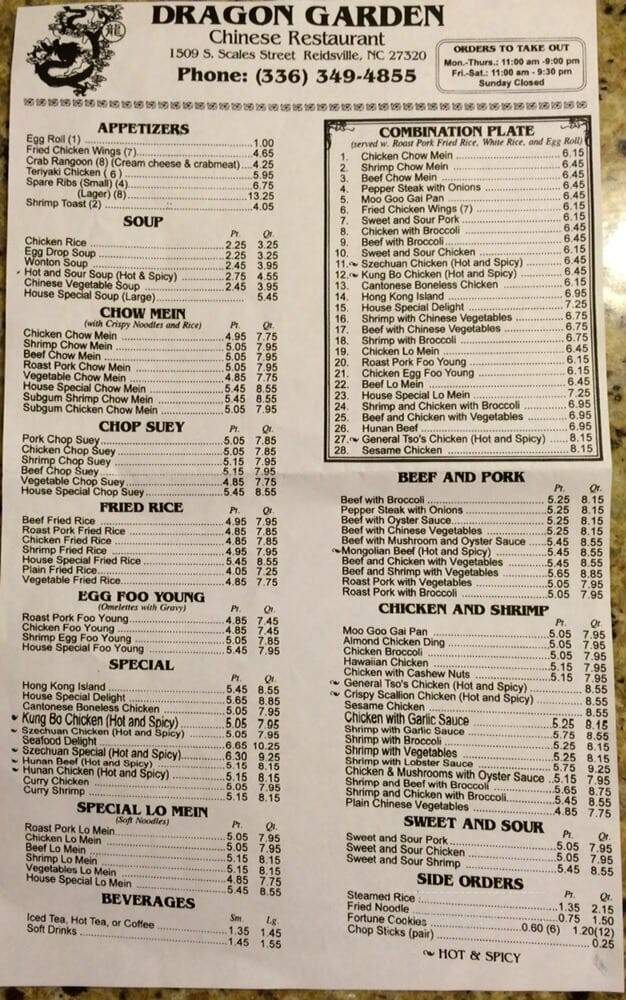 龍
DRAGON GARDEN
Chinese Restaurant
1509 S. Scales Street Reidsville, NC 27320
Phone: (336) 349-4855
ORDERS TO TAKE OUT
Mon.-Thurs.: 11:00 am -9:00 pm
Fri.-Sat.: 11:00 am - 9:30 pm
Sunday Closed
APPETIZERS
Egg Roll (1) 1.00
Fried Chicken Wings (7) 4.65
Crab Rangoon (8) (Cream cheese & crabmeat) 4.25
Teriyaki Chicken ( 6 ) 5.95
Spare Ribs (Small) (4) 6.75
(Lager) (8) 13.25
Shrimp Toast (2) 4.05
SOUP
Pt. Qt.
Chicken Rice 2.25 3.25
Egg Drop Soup 2.25 3.25
Wonton Soup 2.45 3.95
Hot and Sour Soup (Hot & Spicy) 2.75 4.55
Chinese Vegetable Soup 2.45 3.95
House Special Soup (Large) 5.45
CHOW MEIN
(with Crispy Noodles and Rice) Pt. Qt.
Chicken Chow Mein 4.95 7.75
Shrimp Chow Mein 5.05 7.95
Beef Chow Mein 5.05 7.95
Roast Pork Chow Mein 5.05 7.95
Vegetable Chow Mein 4.85 7.75
House Special Chow Mein 5.45 8.55
Subgum Shrimp Chow Mein 5.45 8.55
Subgum Chicken Chow Mein 5.05 7.95
CHOP SUEY
Pt. Qt.
Pork Chop Suey 5.05 7.85
Chicken Chop Suey 5.05 7.85
Shrimp Chop Suey 5.15 7.95
Beef Chop Suey 5.15 7.95
Vegetable Chop Suey 4.85 7.75
House Special Chop Suey 5.45 8.55
FRIED RICE
Pt. Qt.
Beef Fried Rice 4.95 7.95
Roast Pork Fried Rice 4.85 7.85
Chicken Fried Rice 4.85 7.85
Shrimp Fried Rice 4.95 7.95
House Special Fried Rice 5.45 8.55
Plain Fried Rice 4.05 7.25
Vegetable Fried Rice 4.85 7.75
EGG FOO YOUNG
(Omelettes with Gravy) Pt. Qt.
Roast Pork Foo Young 4.85 7.45
Chicken Foo Young 4.85 7.45
Shrimp Egg Foo Young 5.05 7.85
House Special Foo Young 5.45 7.95
SPECIAL
Pt. Qt.
Hong Kong Island 5.45 8.55
House Special Delight 5.65 8.85
Cantonese Boneless Chicken 5.05 7.95
Kung Bo Chicken (Hot and Spicy) 5.05 7.95
Szechuan Chicken (Hot and Spicy) 5.05 7.95
Seafood Delight 6.65 10.25
Szechuan Special (Hot and Spicy) 6.30 9.25
Hunan Beef (Hot and Spicy) 5.15 8.15
Hunan Chicken (Hot and Spicy) 5.15 8.15
Curry Chicken 5.05 7.95
Curry Shrimp 5.15 8.15
SPECIAL LO MEIN
(Soft Noodles) Pt. Qt.
Roast Pork Lo Mein 5.05 7.95
Chicken Lo Mein 5.05 7.95
Beef Lo Mein 5.15 8.15
Shrimp Lo Mein 5.15 8.15
Vegetables Lo Mein 4.85 7.75
House Special Lo Mein 5.45 8.55
BEVERAGES
Sm. Lg.
Iced Tea, Hot Tea, or Coffee 1.35 1.45
Soft Drinks 1.45 1.55
COMBINATION PLATE
(served w. Roast Pork Fried Rice, White Rice, and Egg Roll)
1. Chicken Chow Mein 6.15
2. Shrimp Chow Mein 6.45
3. Beef Chow Mein 6.45
4. Pepper Steak with Onions 6.45
5. Moo Goo Gai Pan 6.45
6. Fried Chicken Wings (7) 6.15
7. Sweet and Sour Pork 6.15
8. Chicken with Broccoli 6.45
9. Beef with Broccoli 6.45
10. Sweet and Sour Chicken 6.15
11. Szechuan Chicken (Hot and Spicy) 6.45
12. Kung Bo Chicken (Hot and Spicy) 6.45
13. Cantonese Boneless Chicken 6.45
14. Hong Kong Island 6.95
15. House Special Delight 7.25
16. Shrimp with Chinese Vegetables 6.75
17. Beef with Chinese Vegetables 6.75
18. Shrimp with Broccoli 6.75
19. Chicken Lo Mein 6.45
20. Roast Pork Foo Young 6.15
21. Chicken Egg Foo Young 6.15
22. Beef Lo Mein 6.45
23. House Special Lo Mein 7.25
24. Shrimp and Chicken with Broccoli 6.95
25. Beef and Chicken with Vegetables 6.95
26. Hunan Beef 6.95
27. General Tso's Chicken (Hot and Spicy) 8.15
28. Sesame Chicken 8.15
BEEF AND PORK
Pt. Qt.
Beef with Broccoli 5.25 8.15
Pepper Steak with Onions 5.25 8.15
Beef with Oyster Sauce 5.25 8.15
Beef with Chinese Vegetables 5.25 8.15
Beef with Mushroom and Oyster Sauce 5.45 8.55
Mongolian Beef (Hot and Spicy) 5.45 8.55
Beef and Chicken with Vegetables 5.45 8.55
Beef and Shrimp with Vegetables 5.65 8.85
Roast Pork with Vegetables 5.05 7.95
Roast Pork with Broccoli 5.05 7.95
CHICKEN AND SHRIMP
Pt. Qt.
Moo Goo Gai Pan 5.05 7.95
Almond Chicken Ding 5.05 7.95
Chicken Broccoli 5.05 7.95
Hawaiian Chicken 5.15 7.95
Chicken with Cashew Nuts 5.15 7.95
General Tso's Chicken (Hot and Spicy) 8.55
Crispy Scallion Chicken (Hot and Spicy) 8.55
Sesame Chicken 8.55
Chicken with Garlic Sauce 5.25 8.15
Shrimp with Garlic Sauce 5.75 8.55
Shrimp with Broccoli 5.25 8.15
Shrimp with Vegetables 5.25 8.15
Shrimp with Lobster Sauce 5.75 9.25
Chicken & Mushrooms with Oyster Sauce 5.15 7.95
Shrimp and Beef with Broccoli 5.65 8.75
Shrimp and Chicken with Broccoli 5.45 8.55
Plain Chinese Vegetables 4.85 7.75
SWEET AND SOUR
Pt. Qt.
Sweet and Sour Pork 5.05 7.95
Sweet and Sour Chicken 5.05 7.95
Sweet and Sour Shrimp 5.45 8.55
SIDE ORDERS
Pt. Qt.
Steamed Rice 1.35 2.15
Fried Noodle 0.75 1.50
Fortune Cookies 0.60 (6) 1.20(12)
Chop Sticks (pair) 0.25
HOT & SPICY